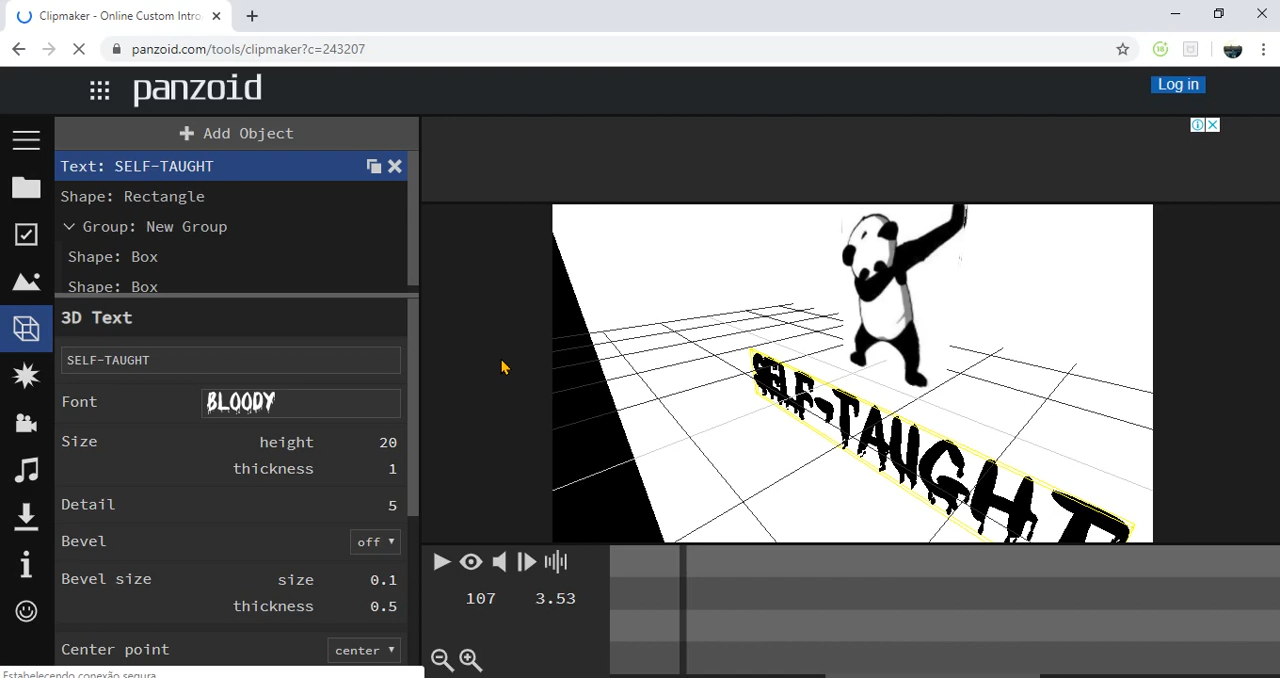 Clipmaker - Online Custom Intro
panzoid.com/tools/clipmaker?c=243207
panzoid
Log in
Add Object
Text: SELF-TAUGHT
Shape: Rectangle
Group: New Group
Shape: Box
Shape: Box
3D Text
SELF-TAUGHT
Font BLOODY
Size height 20
thickness 1
Detail 5
Bevel off
Bevel size size 0.1
thickness 0.5
Center point center
SELF-TAUGHT
107 3.53
Estabelecendo conexão segura